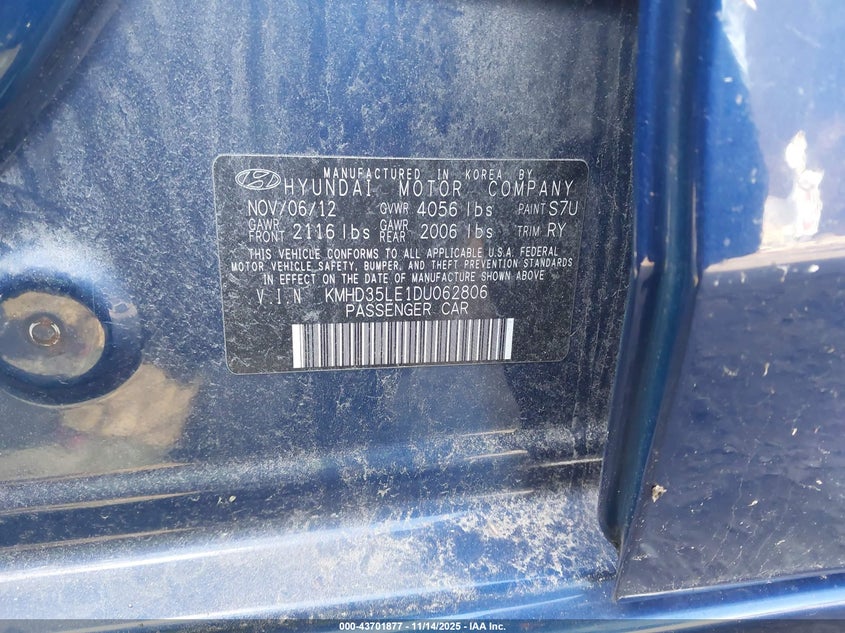 MANUFACTURED IN KOREA BY
HYUNDAI MOTOR COMPANY
NOV/06/12 GVWR 4056 lbs PAINT S7U
GAWR FRONT 2116 lbs GAWR REAR 2006 lbs TRIM RY
THIS VEHICLE CONFORMS TO ALL APPLICABLE U.S.A. FEDERAL
MOTOR VEHICLE SAFETY, BUMPER, AND THEFT PREVENTION STANDARDS
IN EFFECT ON THE DATE OF MANUFACTURE SHOWN ABOVE
V.I.N KMHD35LE1DU062806
PASSENGER CAR
000-43701877 - 11/14/2025 - IAA Inc.